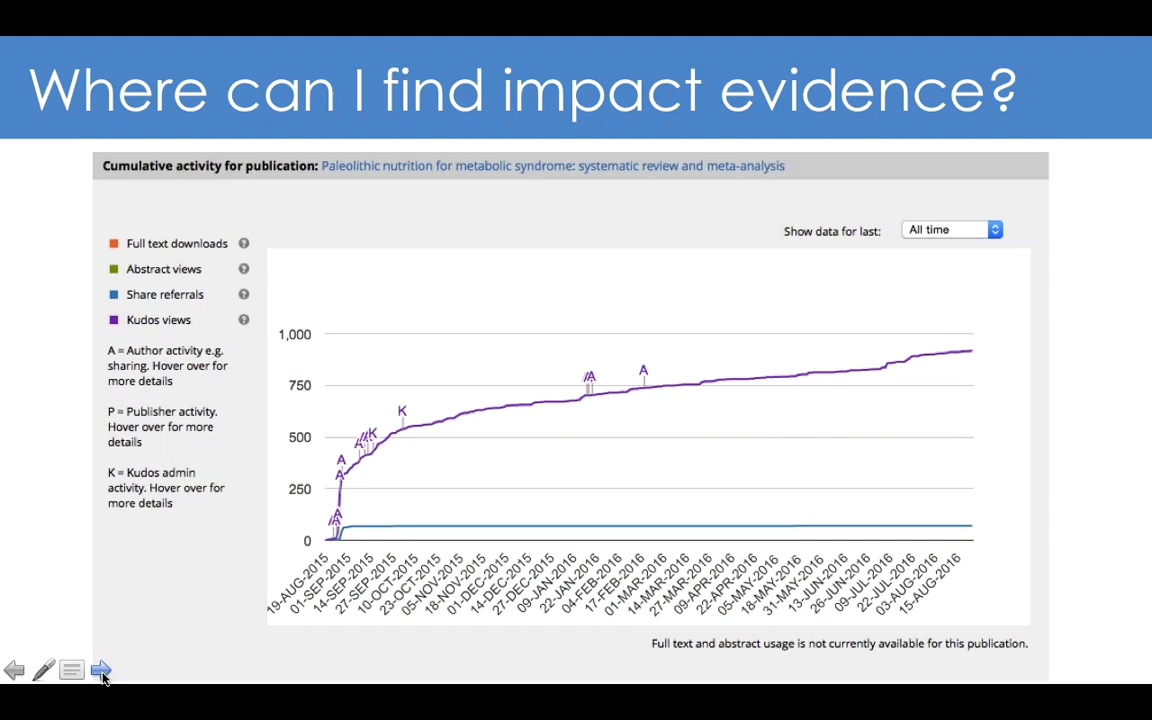 Where can I find impact evidence?
Cumulative activity for publication: Paleolithic nutrition for metabolic syndrome: systematic review and meta-analysis
Show data for last: All time
Full text downloads ?
Abstract views ?
Share referrals ?
Kudos views ?
A = Author activity e.g.
sharing. Hover over for
more details
P = Publisher activity.
Hover over for more
details
K = Kudos admin
activity. Hover over for
more details
1,000
750
500
250
0
A
A
A
A
A
K
K
A
A
19-AUG-2015
01-SEP-2015
14-SEP-2015
27-SEP-2015
10-OCT-2015
23-OCT-2015
05-NOV-2015
18-NOV-2015
01-DEC-2015
14-DEC-2015
27-DEC-2015
09-JAN-2016
22-JAN-2016
04-FEB-2016
17-FEB-2016
01-MAR-2016
14-MAR-2016
27-MAR-2016
09-APR-2016
22-APR-2016
05-MAY-2016
18-MAY-2016
31-MAY-2016
13-JUN-2016
26-JUN-2016
09-JUL-2016
22-JUL-2016
03-AUG-2016
15-AUG-2016
Full text and abstract usage is not currently available for this publication.